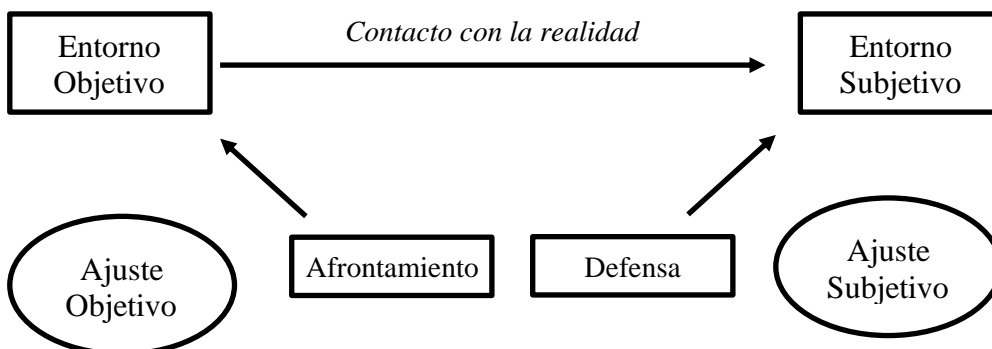 Contacto con la realidad
Entorno
Objetivo
Entorno
Subjetivo
Ajuste
Objetivo
Afrontamiento
Defensa
Ajuste
Subjetivo